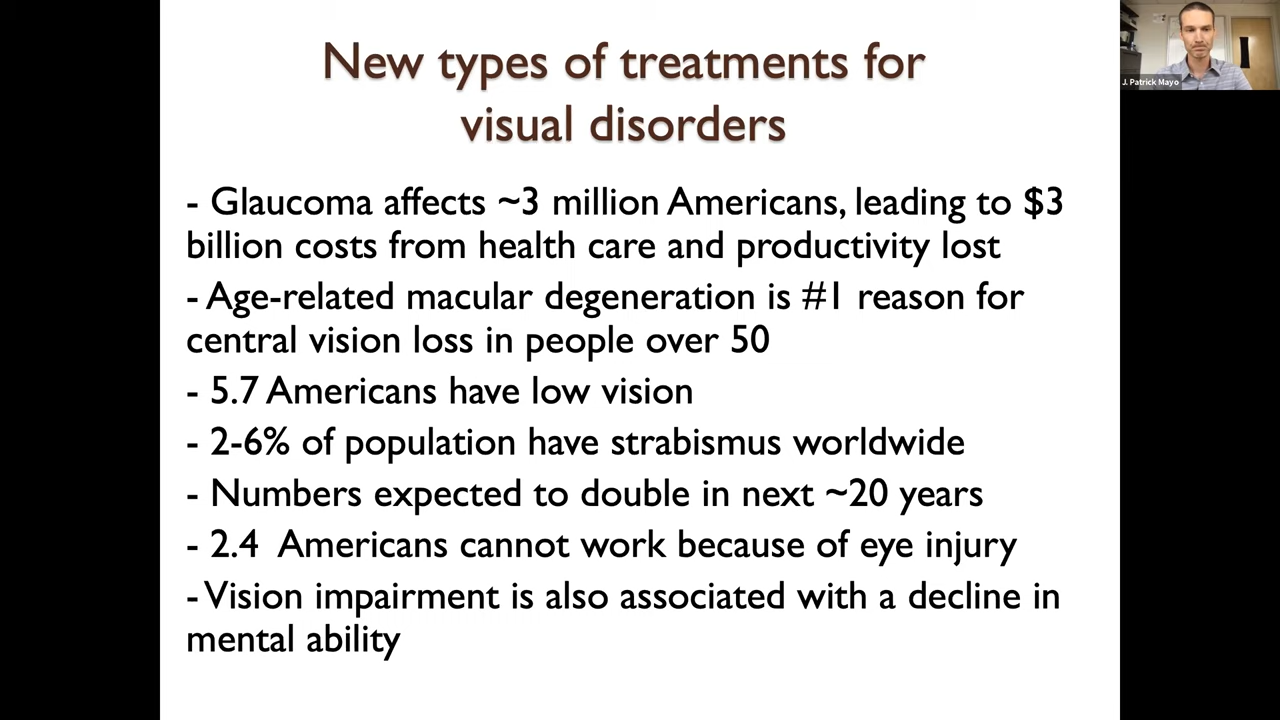 New types of treatments for
visual disorders
- Glaucoma affects ~3 million Americans, leading to $3
billion costs from health care and productivity lost
- Age-related macular degeneration is #1 reason for
central vision loss in people over 50
- 5.7 Americans have low vision
- 2-6% of population have strabismus worldwide
- Numbers expected to double in next ~20 years
- 2.4  Americans cannot work because of eye injury
- Vision impairment is also associated with a decline in
mental ability
J. Patrick Mayo